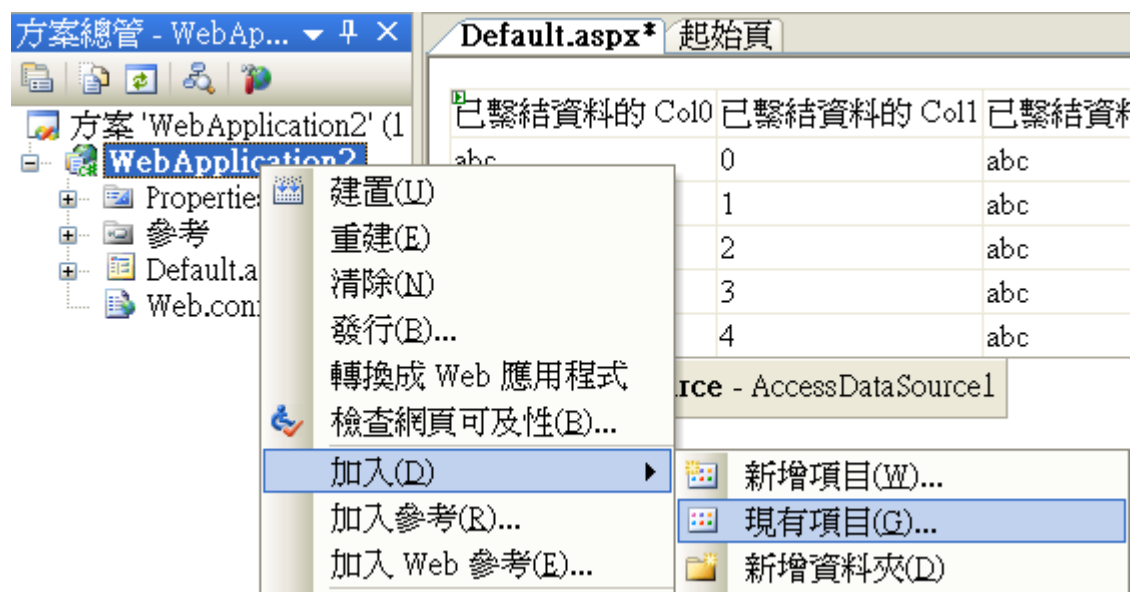 方案總管 - WebAp...
方案 'WebApplication2' (1
WebApplication2
Properties
參考
Default.a
Web.con
Default.aspx* 起始頁
已繫結資料的 Col0 已繫結資料的 Col1 已繫結資料
abc 0 abc
1 abc
2 abc
3 abc
4 abc
rce - AccessDataSource1
建置(U)
重建(E)
清除(N)
發行(B)...
轉換成 Web 應用程式
檢查網頁可及性(B)...
加入(D)
加入參考(R)...
加入 Web 參考(E)...
新增項目(W)...
現有項目(G)...
新增資料夾(D)